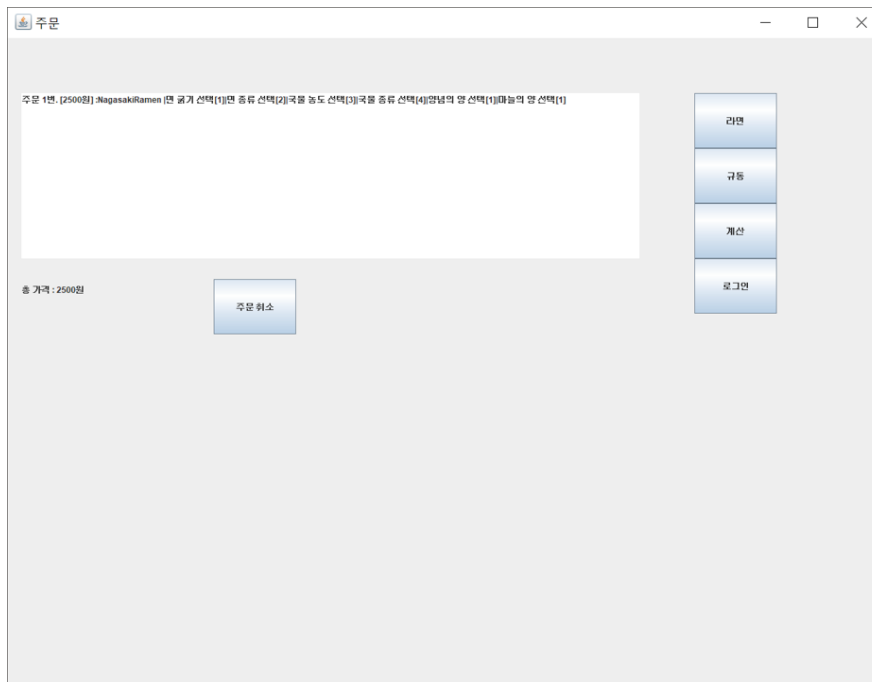 주문
주문 1번. [2500원] :NagasakiRamen |면 굵기 선택[1]|면 종류 선택[2]|국물 농도 선택[3]|국물 종류 선택[4]|양념의 양 선택[1]|마늘의 양 선택[1]
라멘
규동
계산
로그인
총 가격 : 2500원
주문 취소